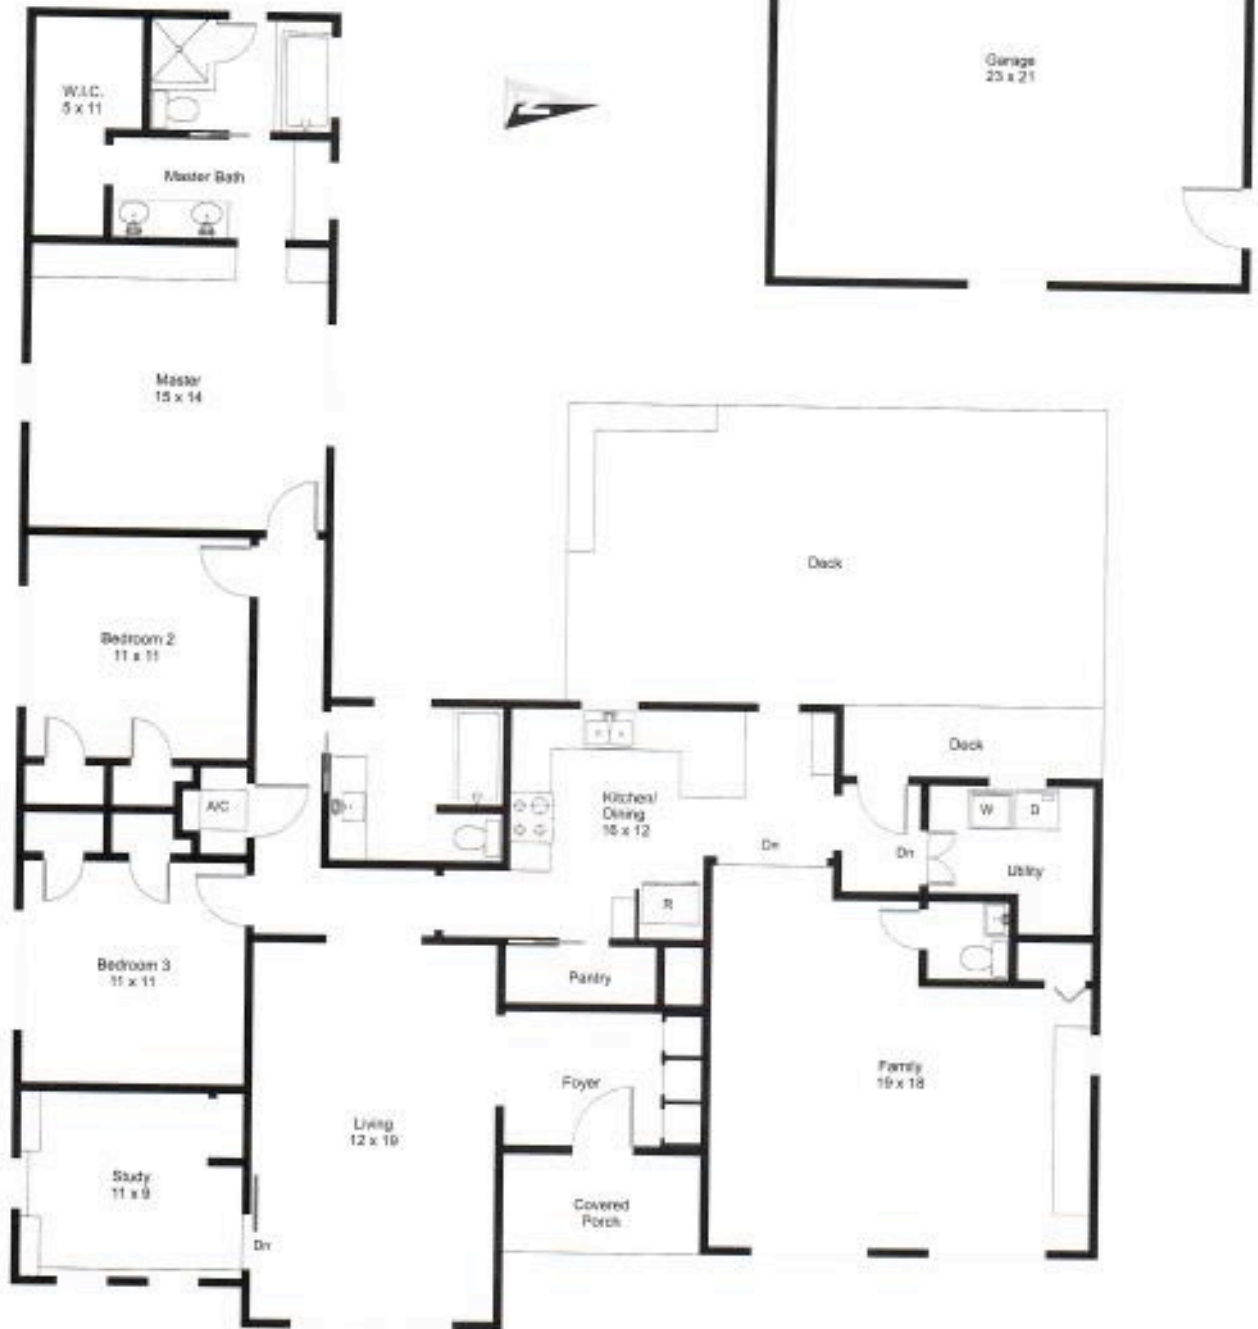 Garage
23 x 21
W.I.C.
5 x 11
Master Bath
Master
15 x 14
Deck
Bedroom 2
11 x 11
Deck
A/C
Kitchen/
Dining
16 x 12
W
D
Dn
Dn
Utility
R
Bedroom 3
11 x 11
Pantry
Foyer
Family
19 x 18
Living
12 x 19
Study
11 x 9
Covered
Porch
Dn